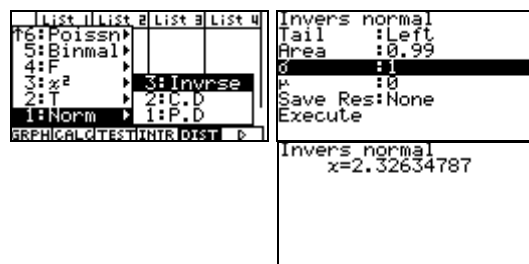 List 1 List 2 List 3 List 4
↑6:Poissn▶
5:Binmal▶
4:F ▶
3:χ² ▶ 3:Invrse
2:T ▶ 2:C.D
1:Norm ▶ 1:P.D
GRPH CALC TEST INTR DIST ▷
Invers normal
Tail :Left
Area :0.99
σ :1
μ :0
Save Res:None
Execute
Invers normal
x=2.32634787